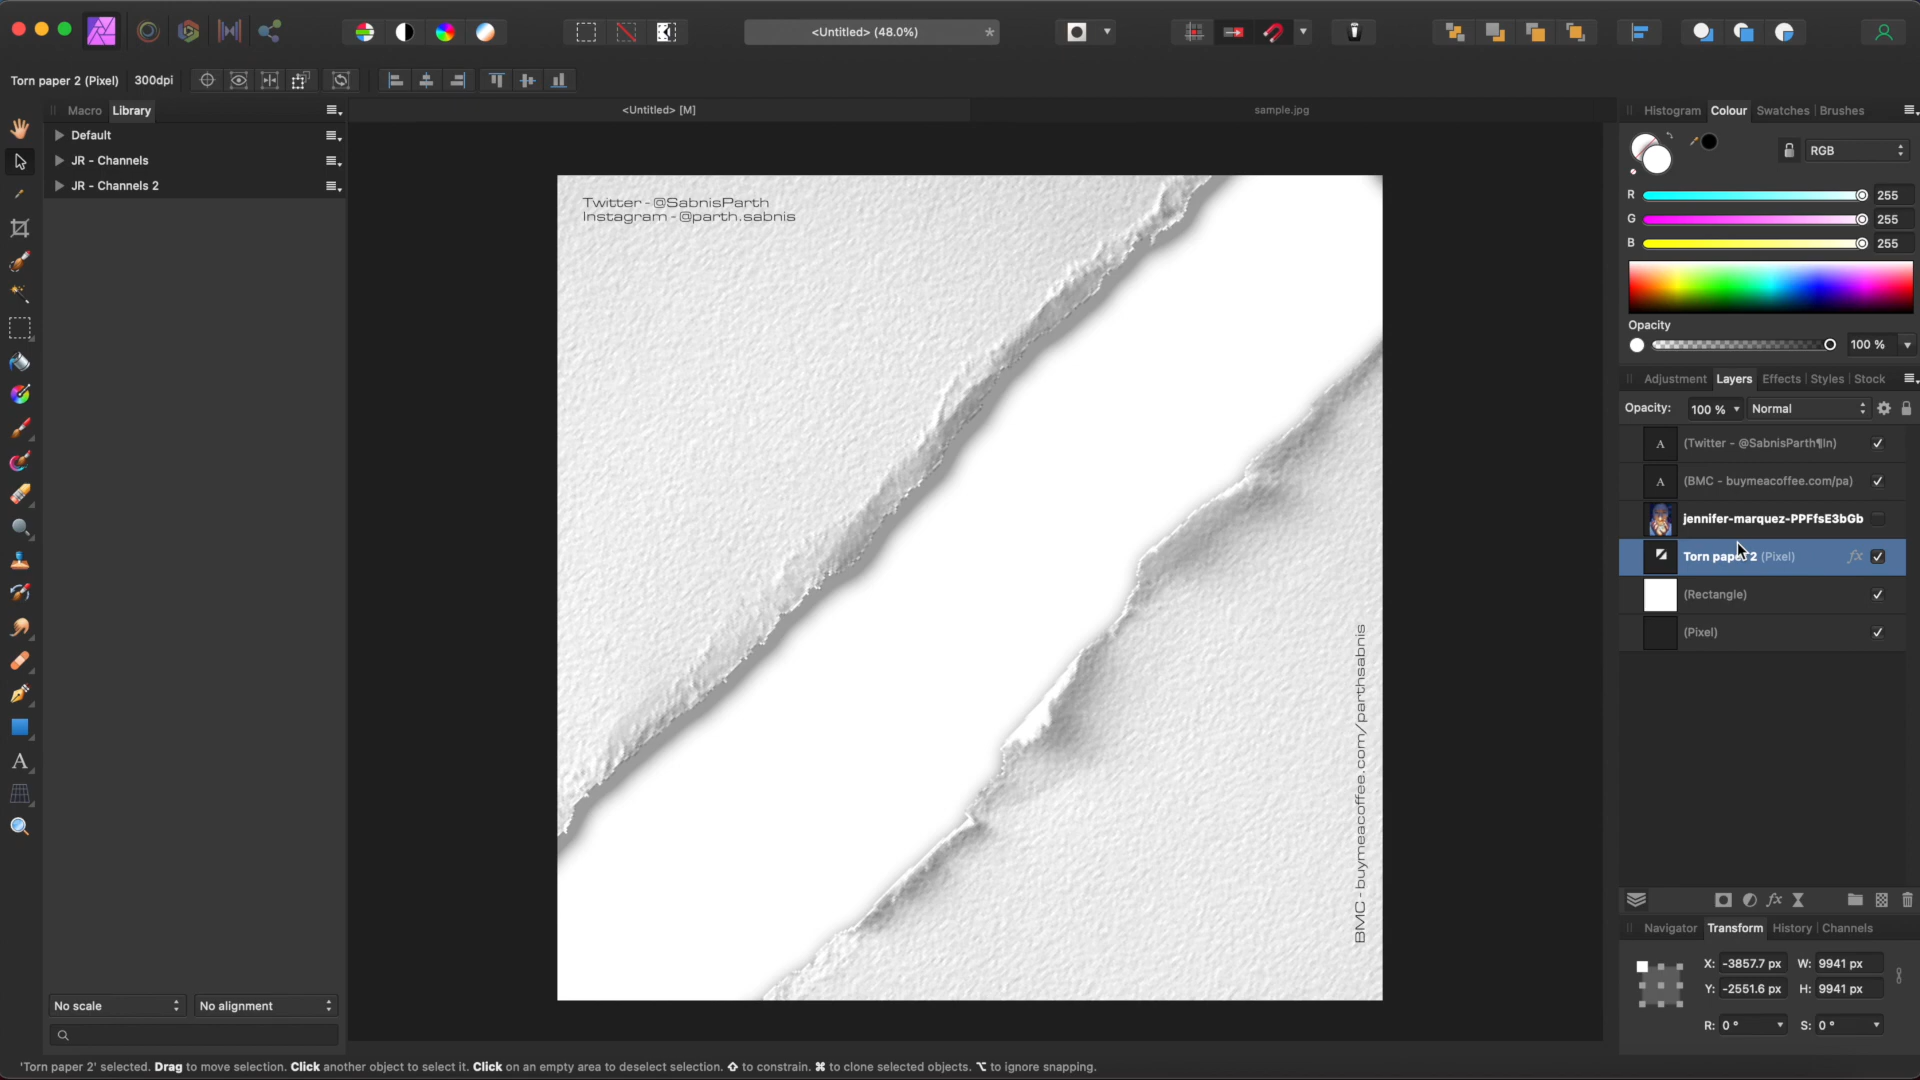 <Untitled> (48.0%)
*
Torn paper 2 (Pixel)
300dpi
Macro
Library
Default
JR - Channels
JR - Channels 2
<Untitled> [M]
sample.jpg
Twitter - @SabnisParth
Instagram - @parth.sabnis
BMC - buymeacoffee.com/parthsabnis
Histogram
Colour
Swatches
Brushes
RGB
R
255
G
255
B
255
Opacity
100 %
Adjustment
Layers
Effects
Styles
Stock
Opacity:
100 %
Normal
A
(Twitter - @SabnisParth¶In)
A
(BMC - buymeacoffee.com/pa)
jennifer-marquez-PPFfsE3bGb
Torn paper 2 (Pixel)
fx
(Rectangle)
(Pixel)
fx
Navigator
Transform
History
Channels
X: -3857.7 px
W: 9941 px
Y: -2551.6 px
H: 9941 px
R: 0 °
S: 0 °
No scale
No alignment
'Torn paper 2' selected. Drag to move selection. Click another object to select it. Click on an empty area to deselect selection. ⇧ to constrain. ⌘ to clone selected objects. ⌥ to ignore snapping.